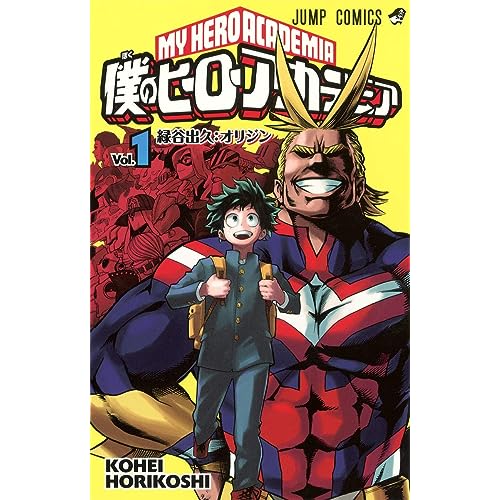 JUMP COMICS
MY HERO ACADEMIA
ぼく
僕のヒーローアカデミア
Vol.1
緑谷出久:オリジン
KOHEI
HORIKOSHI